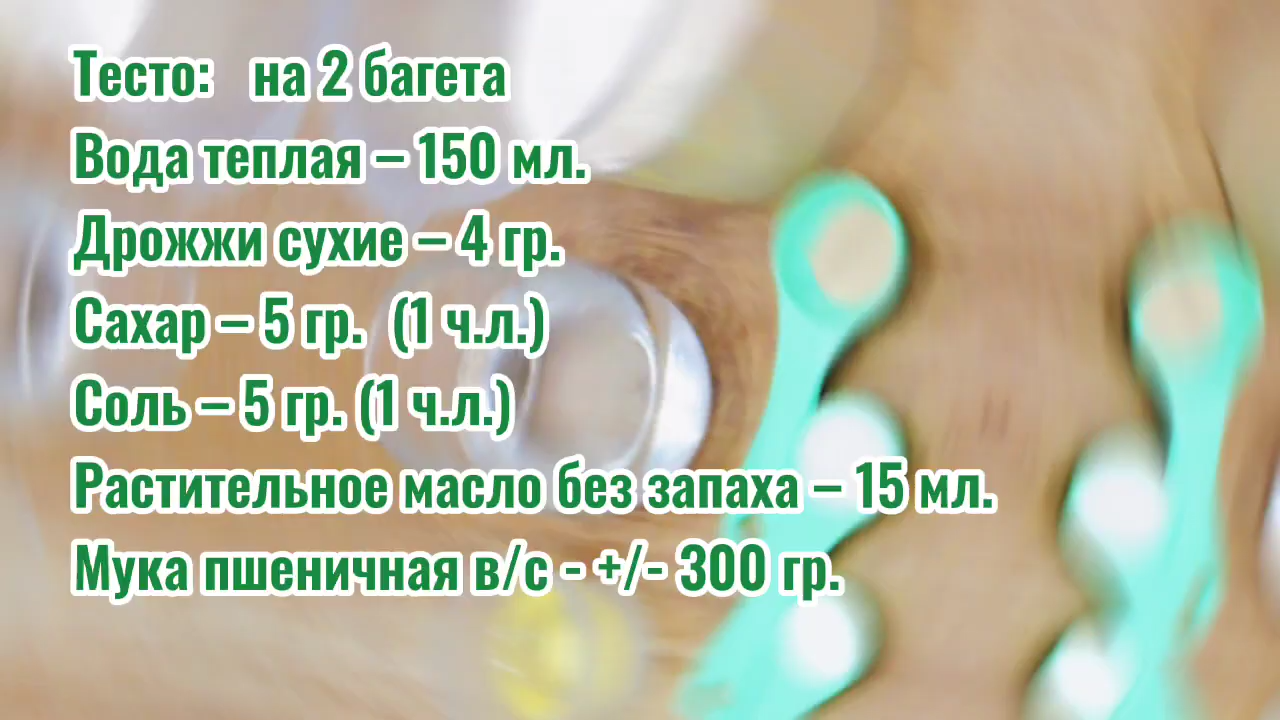 Тесто: на 2 багета
Вода теплая – 150 мл.
Дрожжи сухие – 4 гр.
Сахар – 5 гр. (1 ч.л.)
Соль – 5 гр. (1 ч.л.)
Растительное масло без запаха – 15 мл.
Мука пшеничная в/с - +/- 300 гр.